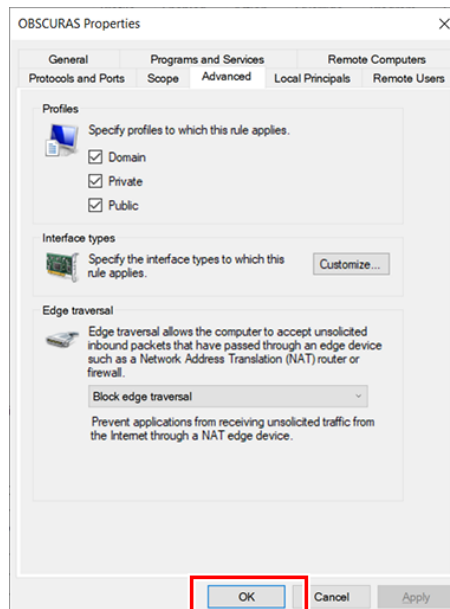 OBSCURAS Properties
General Programs and Services Remote Computers
Protocols and Ports Scope Advanced Local Principals Remote Users
Profiles
Specify profiles to which this rule applies.
Domain
Private
Public
Interface types
Specify the interface types to which this
rule applies.
Customize...
Edge traversal
Edge traversal allows the computer to accept unsolicited
inbound packets that have passed through an edge device
such as a Network Address Translation (NAT) router or
firewall.
Block edge traversal
Prevent applications from receiving unsolicited traffic from
the Internet through a NAT edge device.
OK Cancel Apply